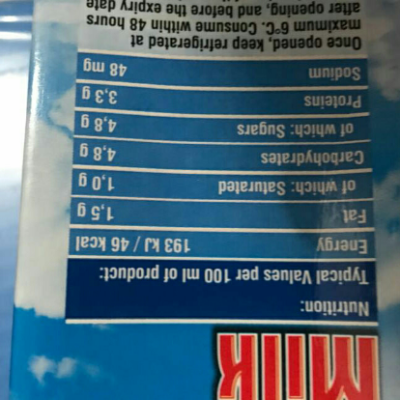 Milk
Nutrition:
Typical Values per 100 ml of product:
Energy 193 kJ / 46 kcal
Fat 1,5 g
of which: Saturated 1,0 g
Carbohydrates 4,8 g
of which: Sugars 4,8 g
Proteins 3,3 g
Sodium 48 mg
Once opened, keep refrigerated at
maximum 6°C. Consume within 48 hours
after opening, and before the expiry date